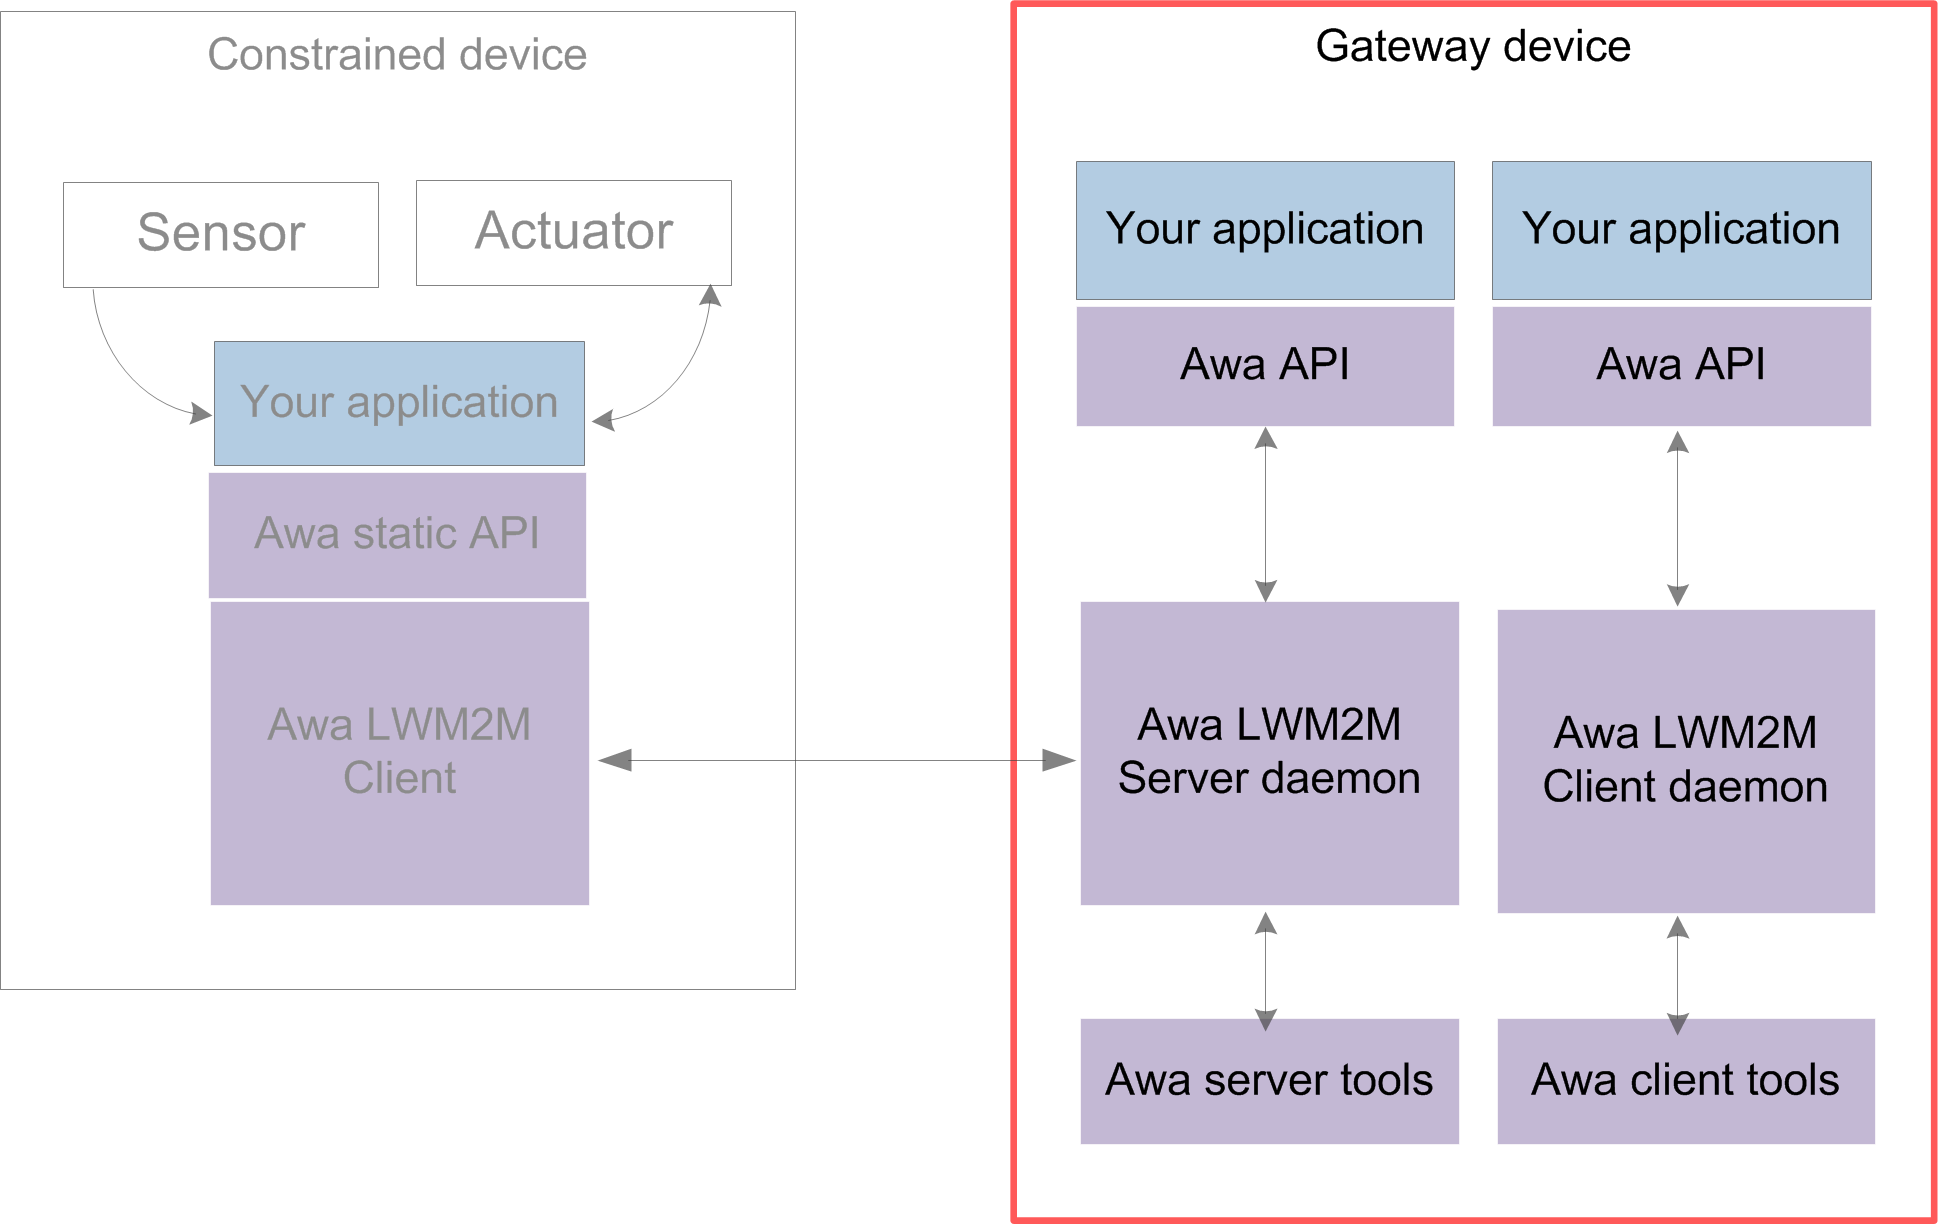 Constrained device
Sensor
Actuator
Your application
Awa static API
Awa LWM2M
Client
Gateway device
Your application
Awa API
Awa LWM2M
Server daemon
Awa server tools
Your application
Awa API
Awa LWM2M
Client daemon
Awa client tools